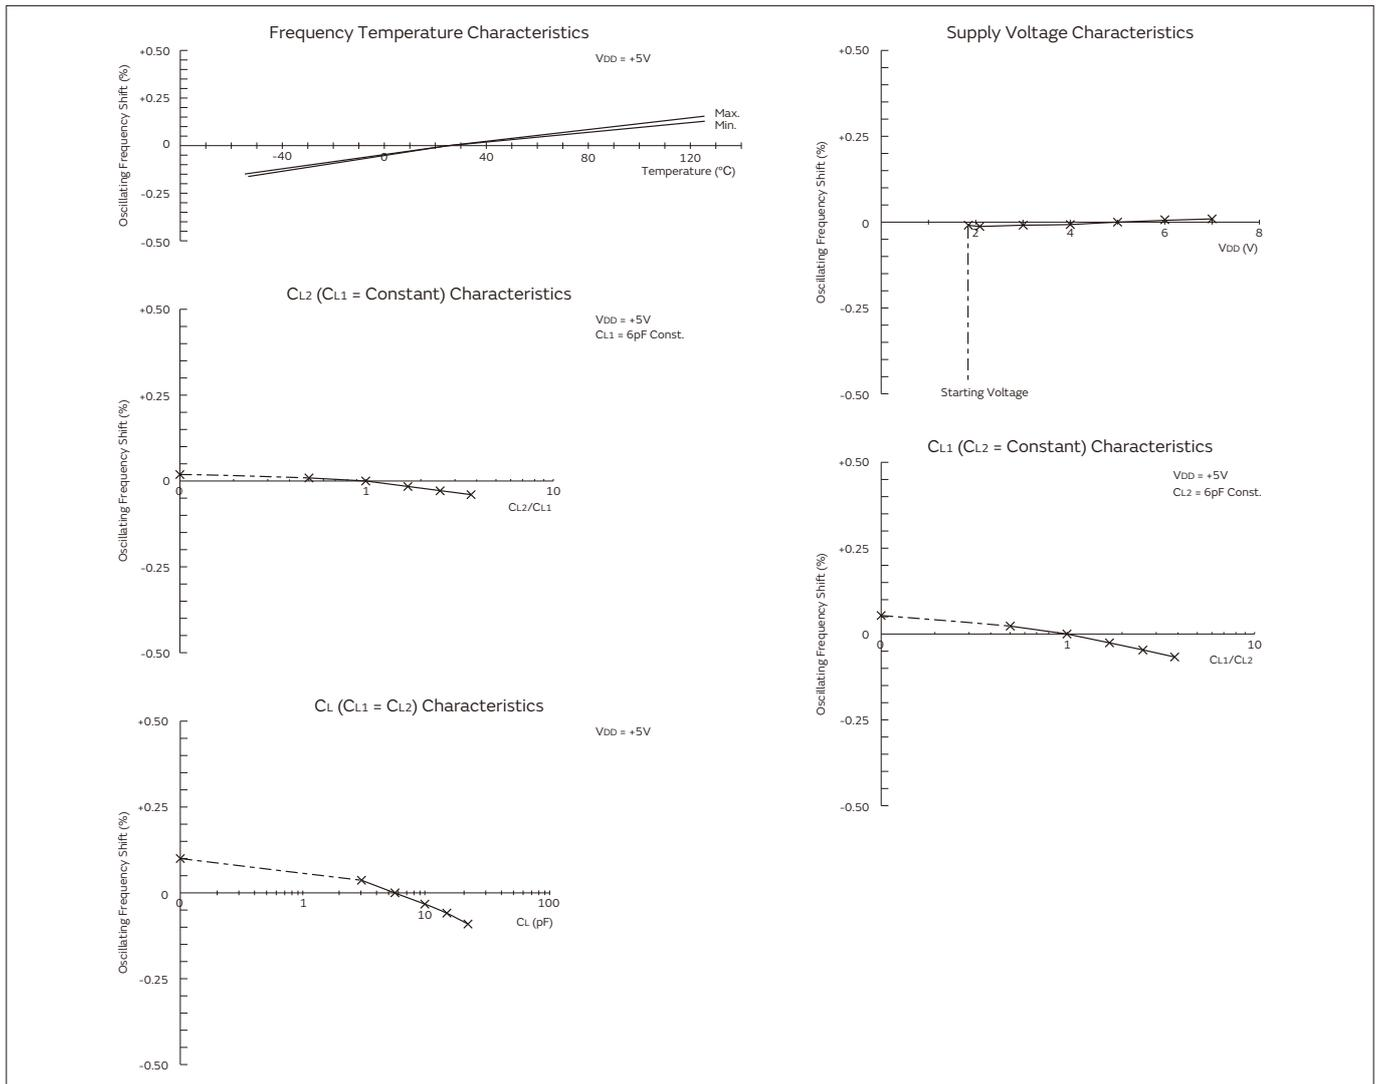 Frequency Temperature Characteristics
VDD = +5V
Oscillating Frequency Shift (%)
+0.50
+0.25
0
-0.25
-0.50
-40
0
40
80
120
Temperature (°C)
Max.
Min.
Supply Voltage Characteristics
Oscillating Frequency Shift (%)
+0.50
+0.25
0
-0.25
-0.50
2
4
6
8
VDD (V)
Starting Voltage
CL2 (CL1 = Constant) Characteristics
VDD = +5V
CL1 = 6pF Const.
Oscillating Frequency Shift (%)
+0.50
+0.25
0
-0.25
-0.50
0
1
10
CL2/CL1
CL1 (CL2 = Constant) Characteristics
VDD = +5V
CL2 = 6pF Const.
Oscillating Frequency Shift (%)
+0.50
+0.25
0
-0.25
-0.50
0
1
10
CL1/CL2
CL (CL1 = CL2) Characteristics
VDD = +5V
Oscillating Frequency Shift (%)
+0.50
+0.25
0
-0.25
-0.50
0
1
10
100
CL (pF)